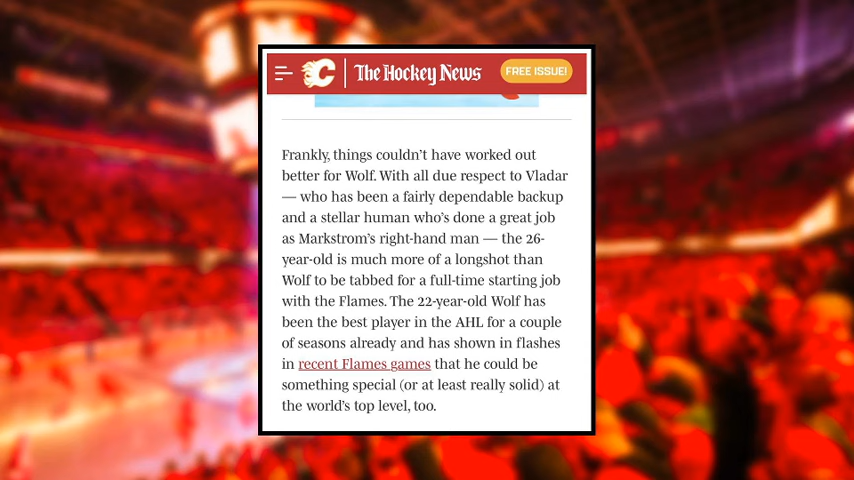 The Hockey News
FREE ISSUE!
Frankly, things couldn't have worked out
better for Wolf. With all due respect to Vladar
— who has been a fairly dependable backup
and a stellar human who's done a great job
as Markstrom's right-hand man — the 26-
year-old is much more of a longshot than
Wolf to be tabbed for a full-time starting job
with the Flames. The 22-year-old Wolf has
been the best player in the AHL for a couple
of seasons already and has shown in flashes
in recent Flames games that he could be
something special (or at least really solid) at
the world's top level, too.